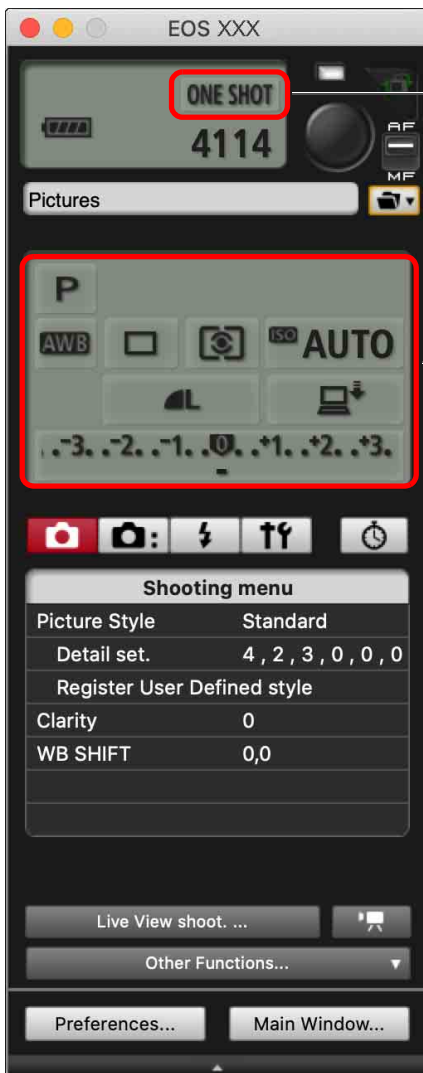 EOS XXX
ONE SHOT
4114
AF
MF
Pictures
P
AWB
ISO AUTO
L
.-3. .-2. .-1. .0. .+1. .+2. .+3.
Shooting menu
Picture Style Standard
Detail set. 4 , 2 , 3 , 0 , 0 , 0
Register User Defined style
Clarity 0
WB SHIFT 0,0
Live View shoot. ...
Other Functions...
Preferences... Main Window...